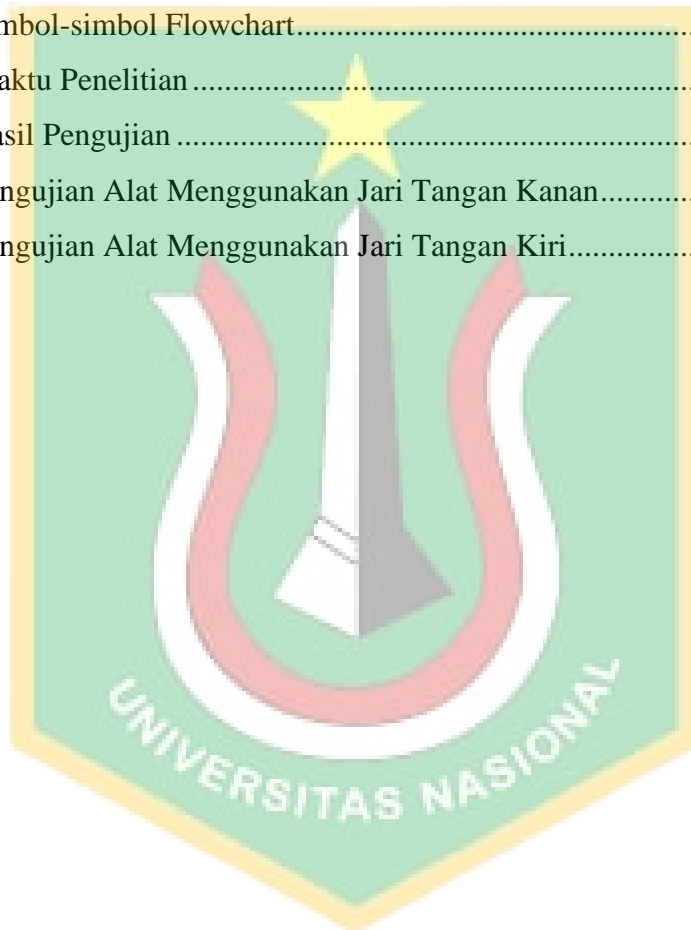 mbol-simbol Flowchart..........................................................
aktu Penelitian............................................................................
asil Pengujian..............................................................................
ngujian Alat Menggunakan Jari Tangan Kanan..............
ngujian Alat Menggunakan Jari Tangan Kiri...................
UNIVERSITAS NASIONAL